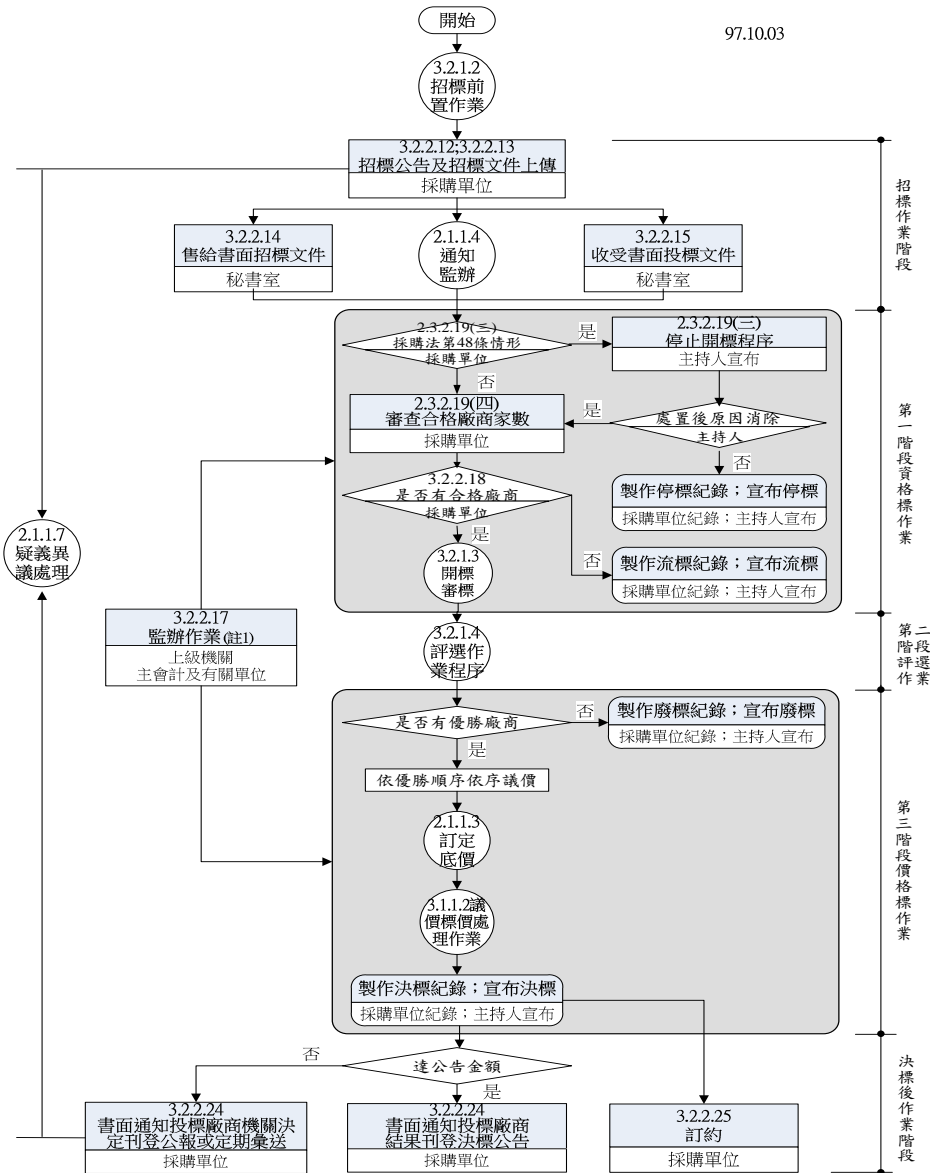 開始
97.10.03
3.2.1.2
招標前
置作業
3.2.2.12;3.2.2.13
招標公告及招標文件上傳
採購單位
3.2.2.14
售給書面招標文件
秘書室
2.1.1.4
通知
監辦
3.2.2.15
收受書面投標文件
秘書室
招標作業階段
2.3.2.19(三)
採購法第48條情形
採購單位
是
2.3.2.19(三)
停止開標程序
主持人宣布
否
2.3.2.19(四)
審查合格廠商家數
採購單位
是
處置後原因消除
主持人
否
3.2.2.18
是否有合格廠商
採購單位
製作停標紀錄；宣布停標
採購單位紀錄；主持人宣布
是
3.2.1.3
開標
審標
否
製作流標紀錄；宣布流標
採購單位紀錄；主持人宣布
第一階段資格標作業
2.1.1.7
疑義異
議處理
3.2.2.17
監辦作業(註1)
上級機關
主會計及有關單位
3.2.1.4
評選作
業程序
第二階段評選作業
是否有優勝廠商
否
製作廢標紀錄；宣布廢標
採購單位紀錄；主持人宣布
是
依優勝順序依序議價
2.1.1.3
訂定
底價
3.1.1.2議
價標價處
理作業
製作決標紀錄；宣布決標
採購單位紀錄；主持人宣布
第三階段價格標作業
否
達公告金額
是
3.2.2.24
書面通知投標廠商機關決
定刊登公報或定期彙送
採購單位
3.2.2.24
書面通知投標廠商
結果刊登決標公告
採購單位
3.2.2.25
訂約
採購單位
決標後作業階段